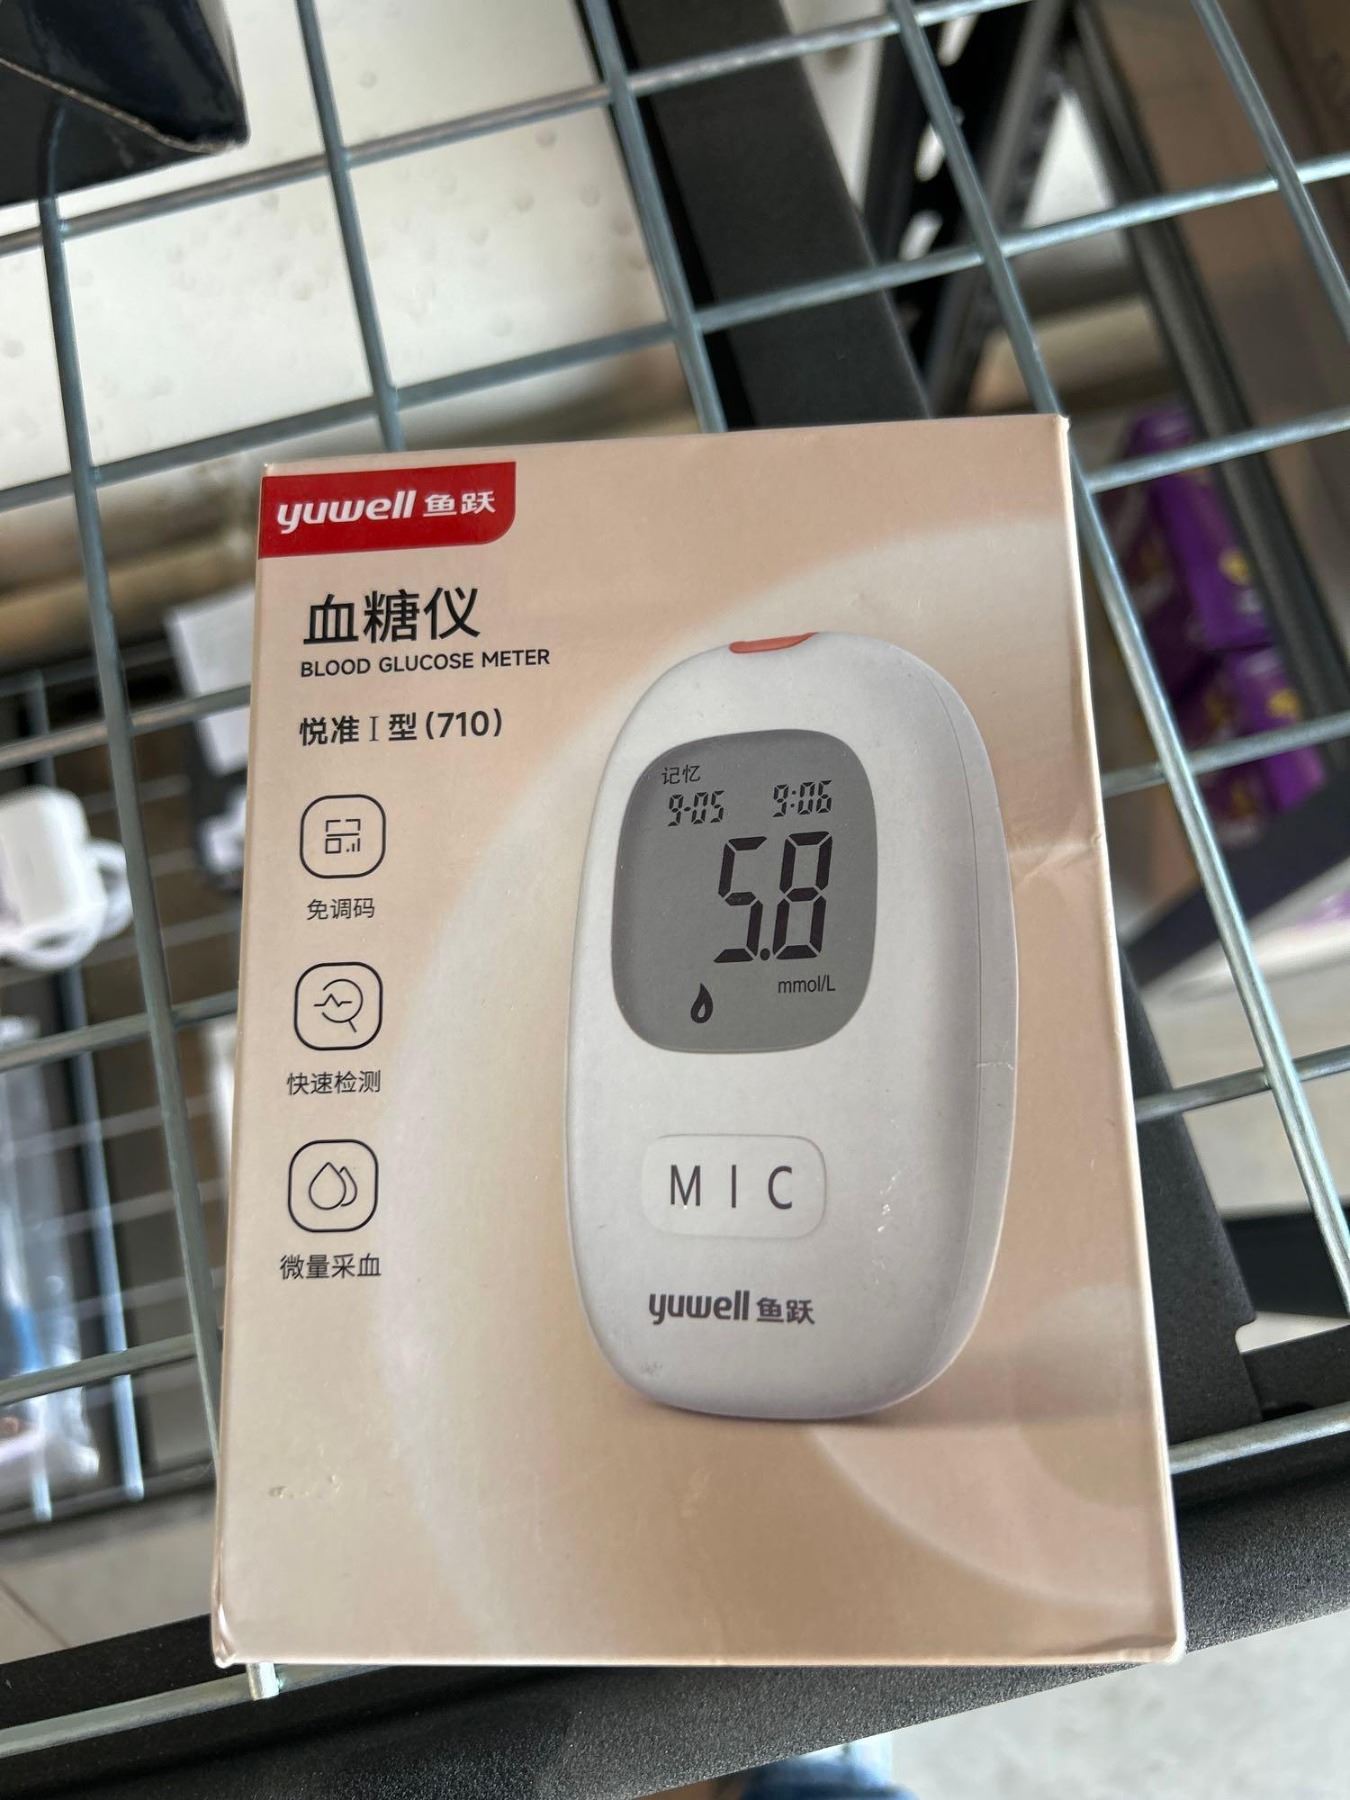 yuwell 鱼跃
血糖仪
BLOOD GLUCOSE METER
悦准 I 型 (710)
免调码
快速检测
微量采血
记忆
9-05 9:06
5.8
mmol/L
M | C
yuwell 鱼跃